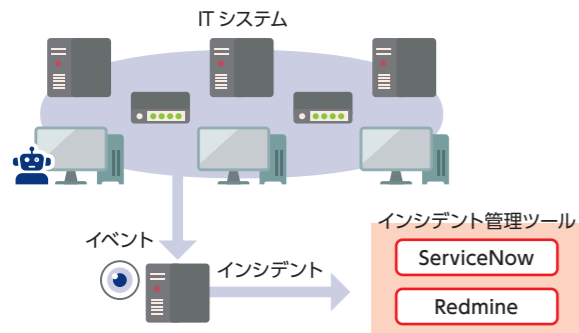 IT システム
イベント
インシデント
インシデント管理ツール
ServiceNow
Redmine